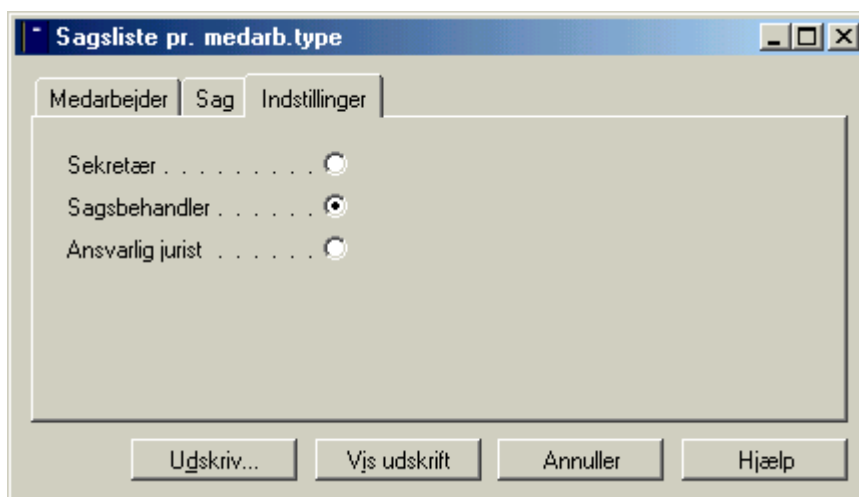 Sagsliste pr. medarb.type
Medarbejder Sag Indstillinger
Sekretær . . . . . . . . .
Sagsbehandler . . . . . .
Ansvarlig jurist . . . . . .
Udskriv... Vis udskrift Annuller Hjælp